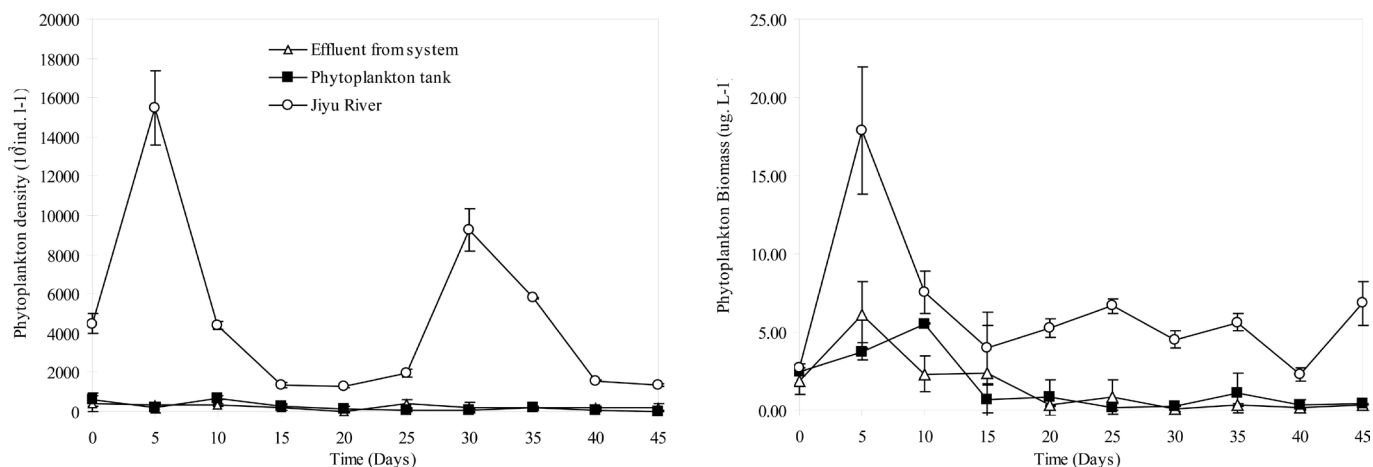 Phytoplankton density (10³ind. l-1)
20000
18000
16000
14000
12000
10000
8000
6000
4000
2000
0
Effluent from system
Phytoplankton tank
Jiyu River
0 5 10 15 20 25 30 35 40 45
Time (Days)
Phytoplankton Biomass (ug. L-1)
25.00
20.00
15.00
10.00
5.00
0.00
0 5 10 15 20 25 30 35 40 45
Time (Days)